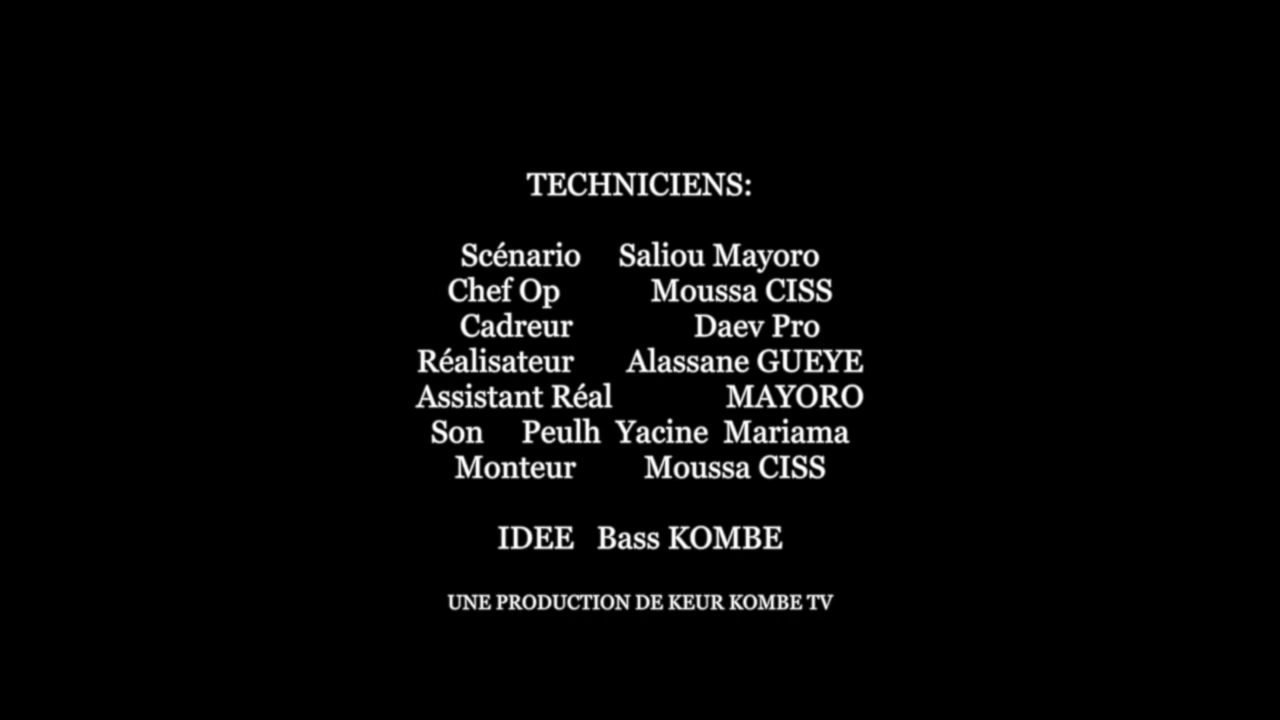 TECHNICIENS:
Scénario Saliou Mayoro
Chef Op Moussa CISS
Cadreur Daev Pro
Réalisateur Alassane GUEYE
Assistant Réal MAYORO
Son Peulh Yacine Mariama
Monteur Moussa CISS
IDEE Bass KOMBE
UNE PRODUCTION DE KEUR KOMBE TV